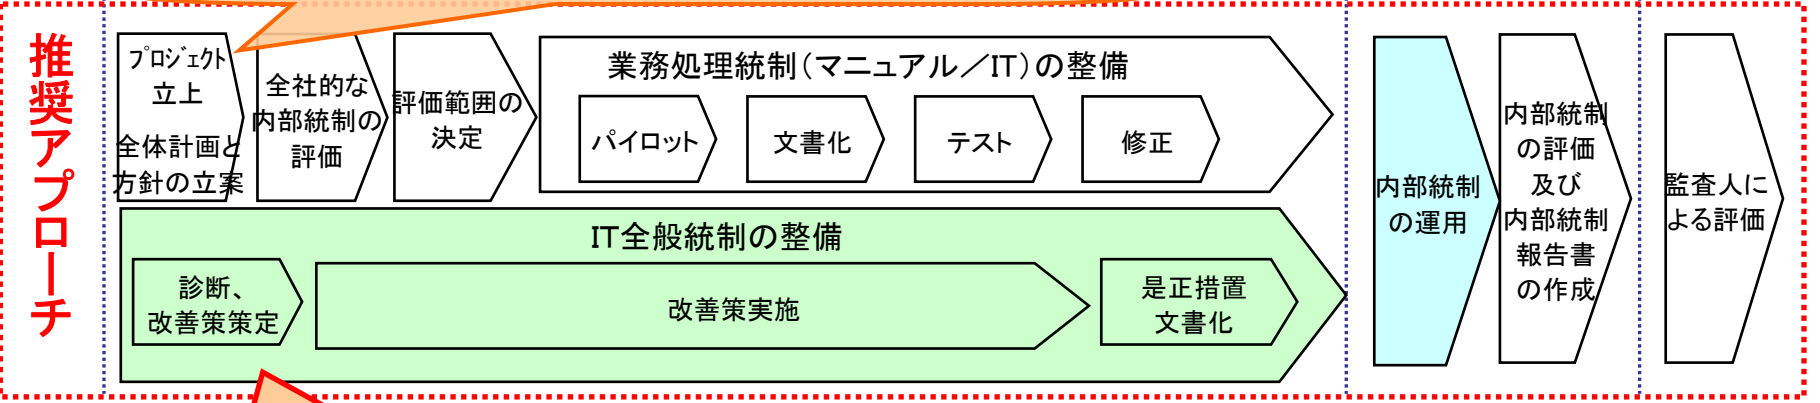 推奨アプローチ
プロジェクト
立上
全体計画と
方針の立案
全社的な
内部統制の
評価
評価範囲の
決定
業務処理統制（マニュアル／IT）の整備
パイロット
文書化
テスト
修正
IT全般統制の整備
診断、
改善策策定
改善策実施
是正措置
文書化
内部統制
の運用
内部統制
の評価
及び
内部統制
報告書
の作成
監査人に
よる評価